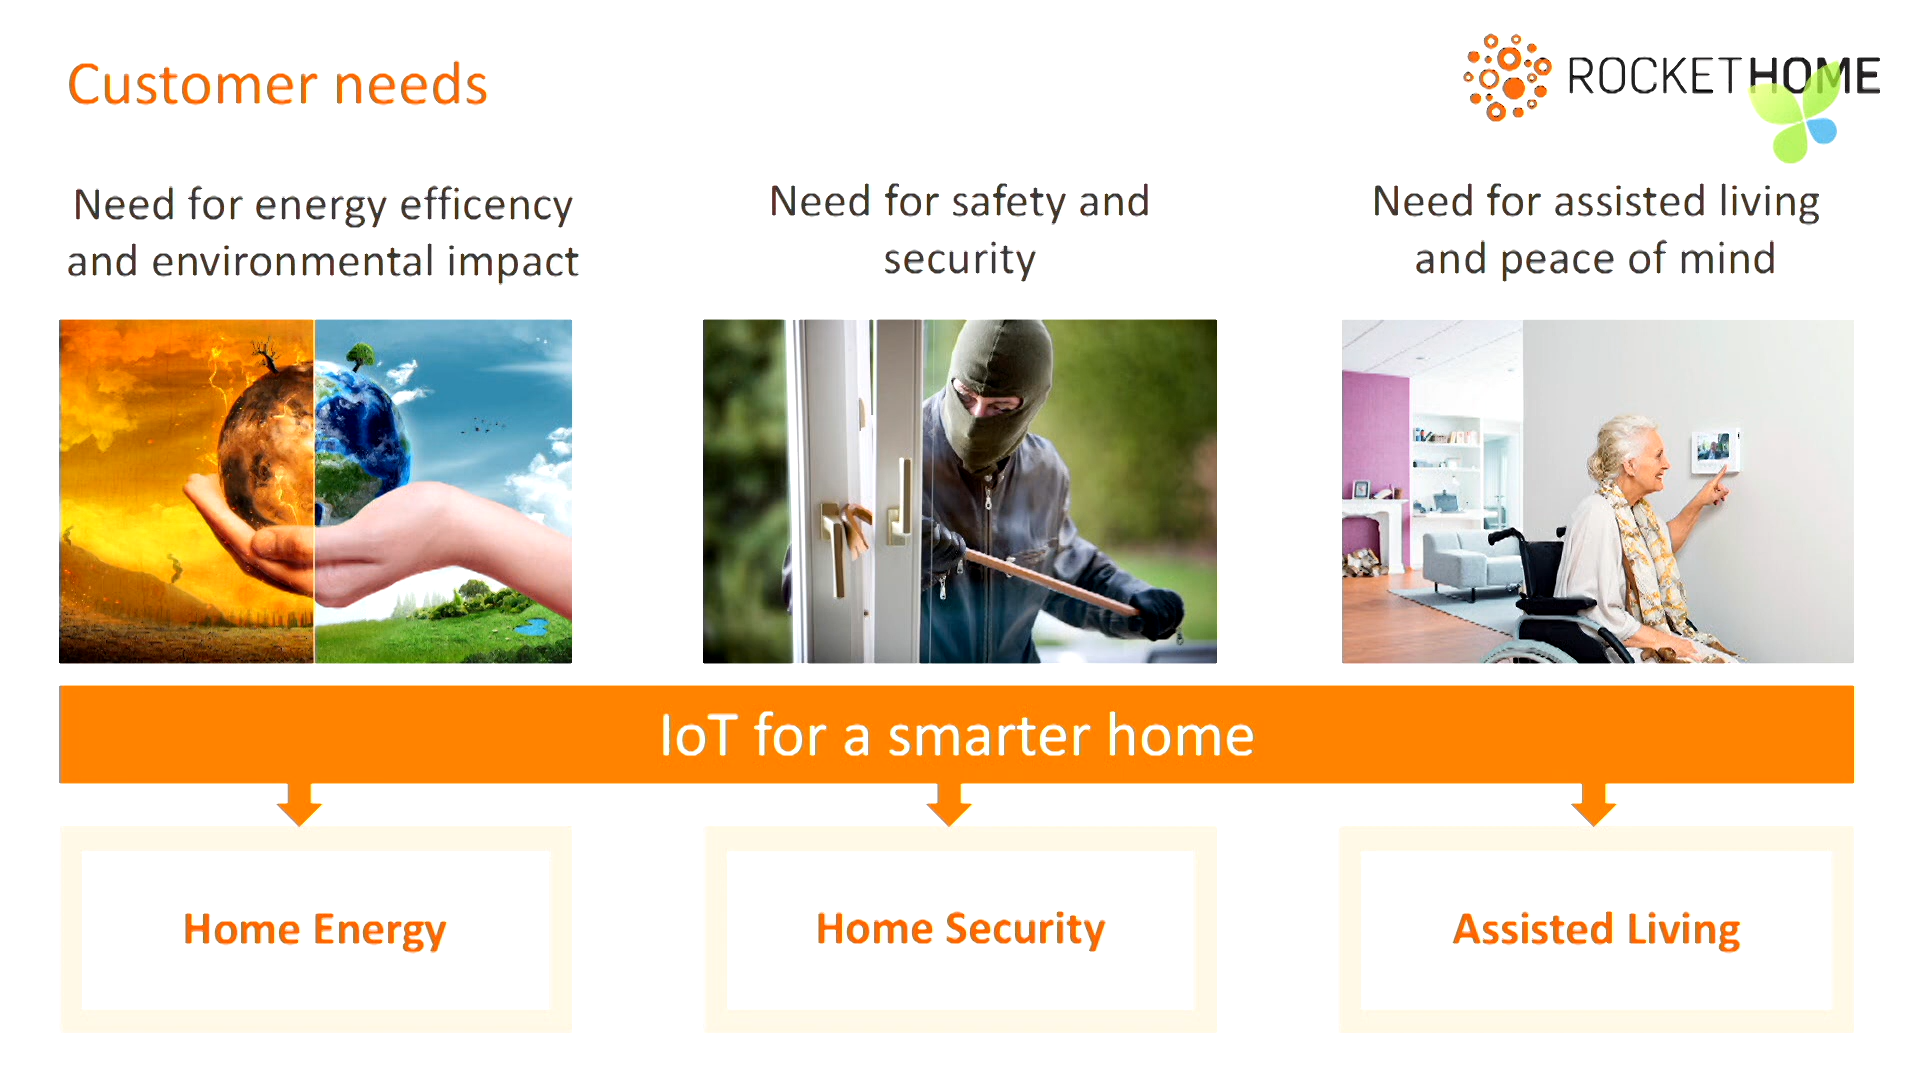 Customer needs
ROCKETHOME
Need for energy efficency
and environmental impact
Need for safety and
security
Need for assisted living
and peace of mind
IoT for a smarter home
Home Energy
Home Security
Assisted Living